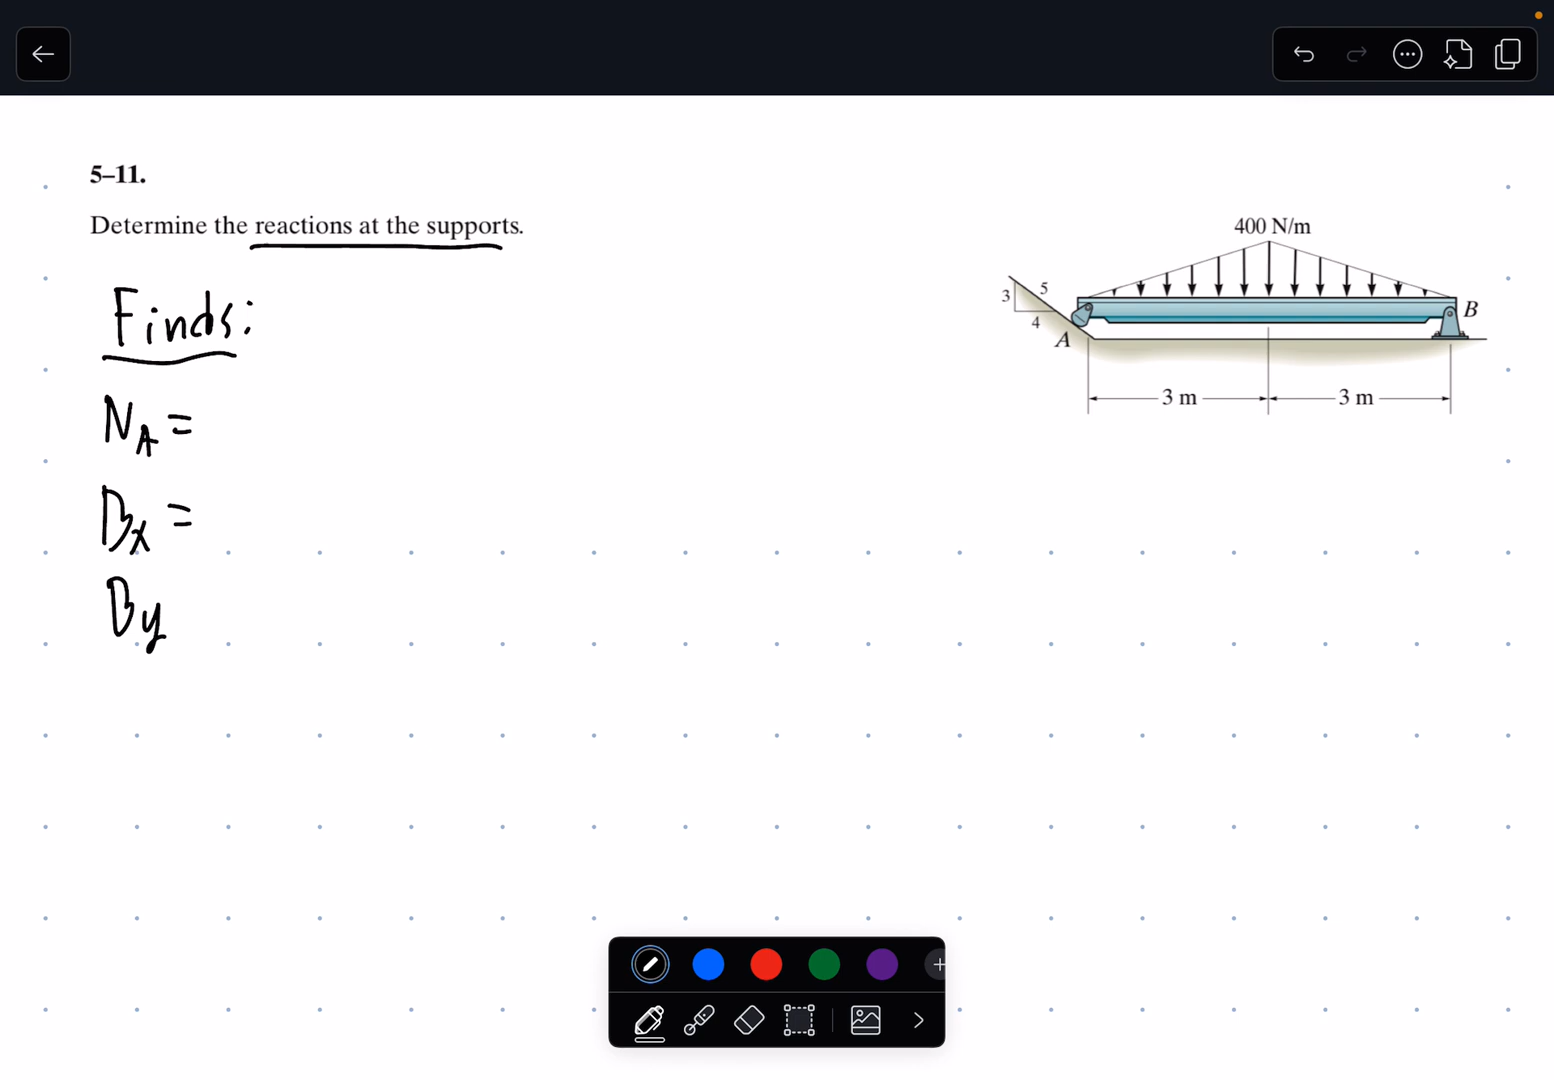 5–11.
Determine the reactions at the supports.
Finds:
N_A =
B_x =
B_y
400 N/m
3
5
4
A
B
3 m
3 m